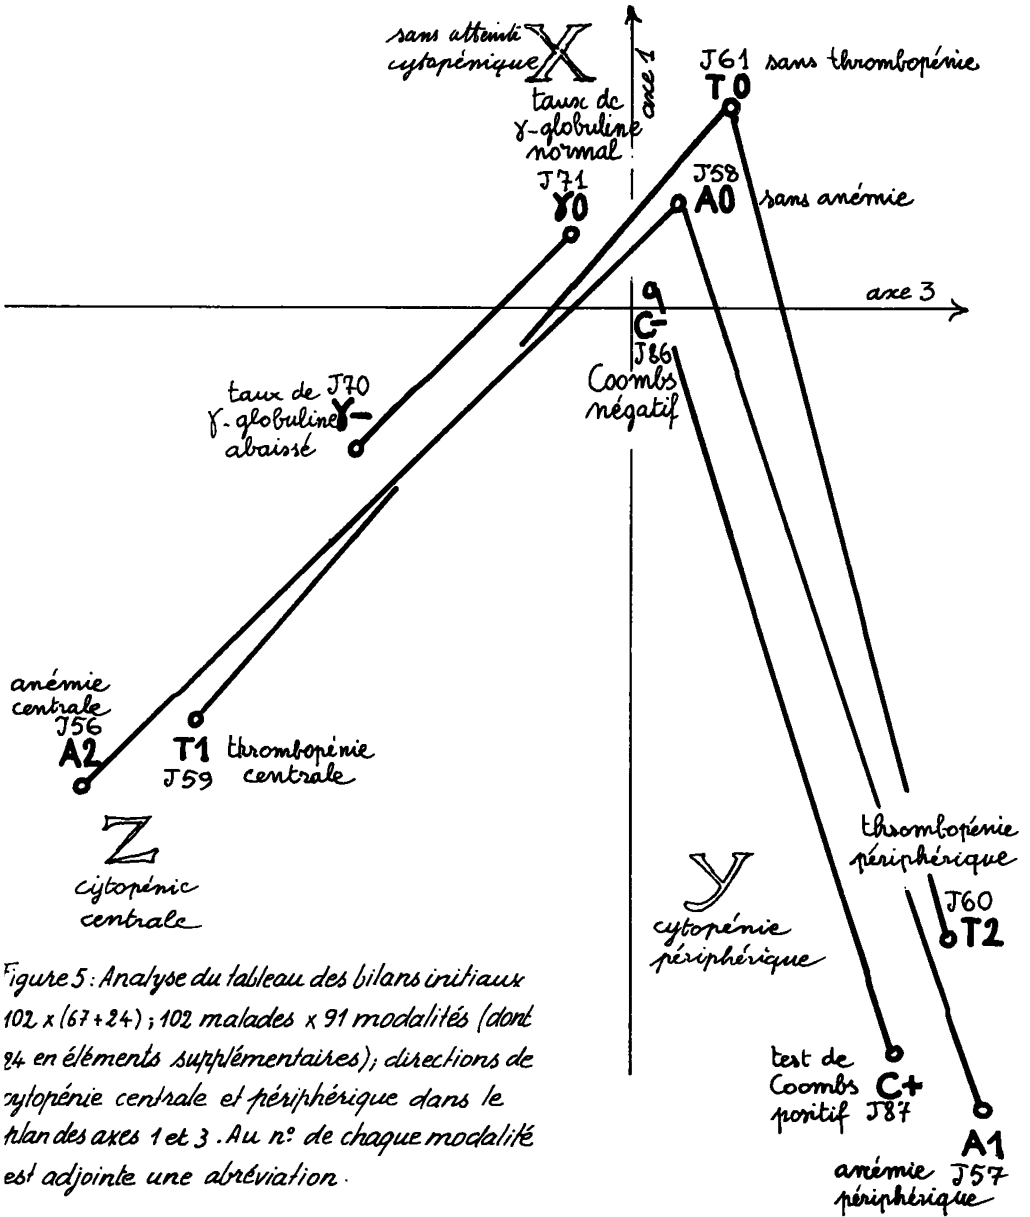 sans atteinte
cytopénique
X
axe 1
J61 sans thrombopénie
T0
taux de
γ-globuline
normal
J71
γ0
J58
A0 sans anémie
axe 3
C-
J86
Coombs
négatif
taux de J70
γ-globuline γ-
abaissé
anémie
centrale
J56
A2
T1 thrombopénie
J59 centrale
Z
cytopénie
centrale
thrombopénie
périphérique
J60
T2
y
cytopénie
périphérique
Figure 5: Analyse du tableau des bilans initiaux
102 x (67+24); 102 malades x 91 modalités (dont
24 en éléments supplémentaires); directions de
cytopénie centrale et périphérique dans le
plan des axes 1 et 3. Au n° de chaque modalité
est adjointe une abréviation.
test de
Coombs C+
positif J87
A1
anémie J57
périphérique